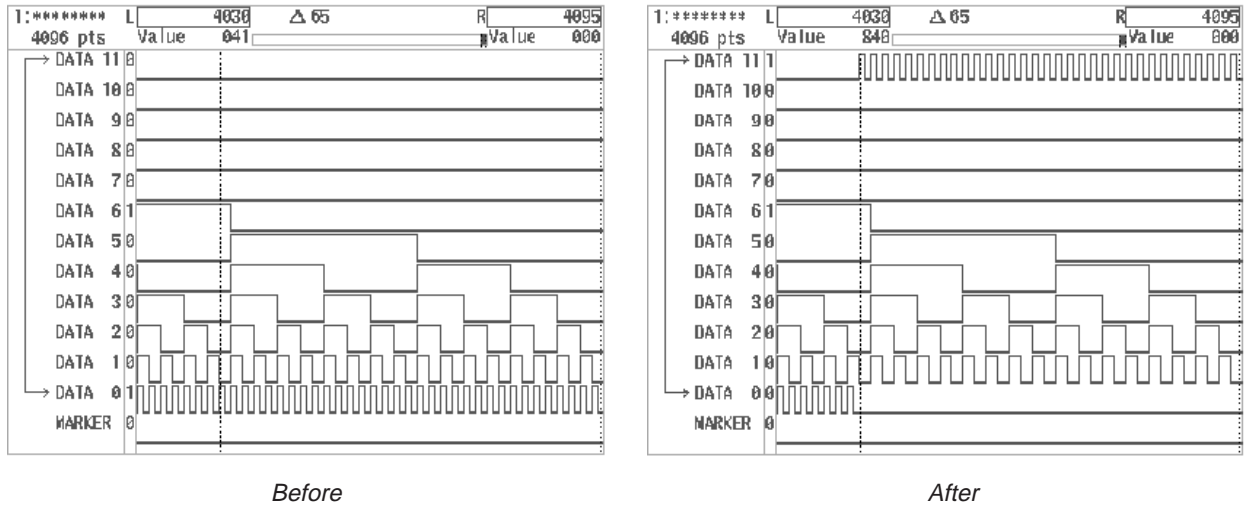 1:******** L 4030 △ 65 R 4095
4096 pts Value 041 Value 000
DATA 11 0
DATA 10 0
DATA 9 0
DATA 8 0
DATA 7 0
DATA 6 1
DATA 5 0
DATA 4 0
DATA 3 0
DATA 2 0
DATA 1 0
DATA 0 1
MARKER 0
Before
1:******** L 4030 △ 65 R 4095
4096 pts Value 840 Value 000
DATA 11 1
DATA 10 0
DATA 9 0
DATA 8 0
DATA 7 0
DATA 6 1
DATA 5 0
DATA 4 0
DATA 3 0
DATA 2 0
DATA 1 0
DATA 0 0
MARKER 0
After